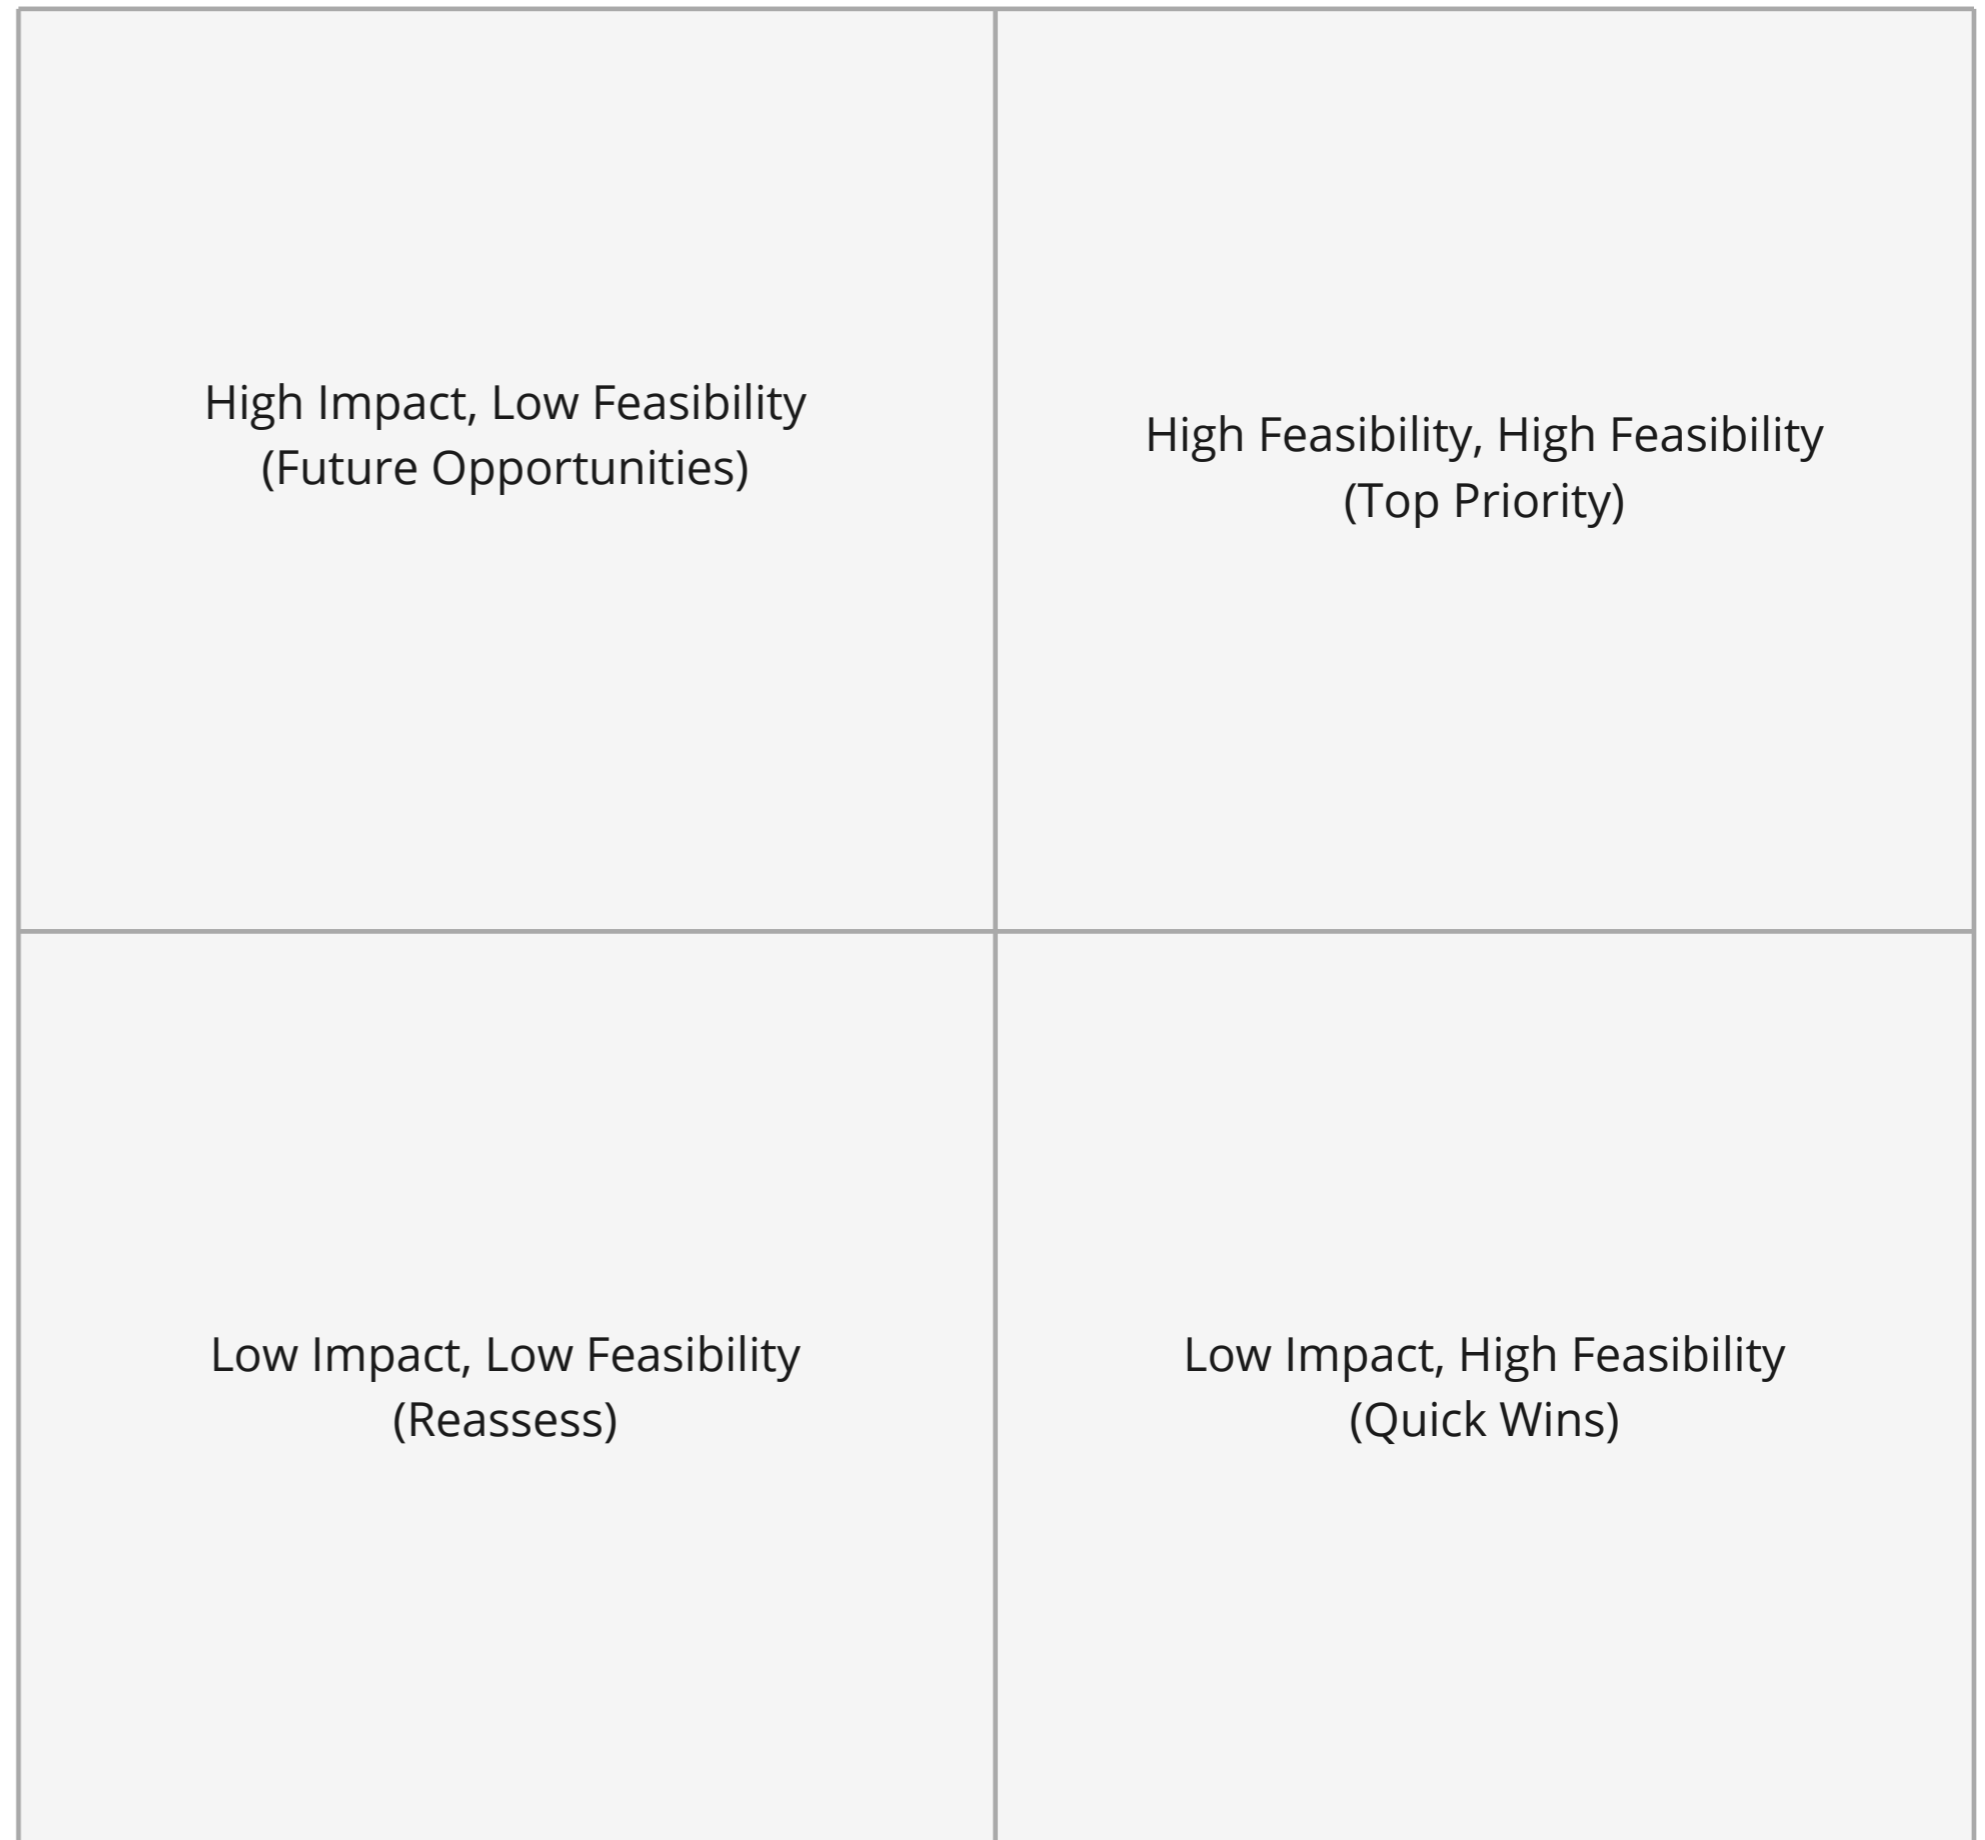 High Impact, Low Feasibility
(Future Opportunities)
High Feasibility, High Feasibility
(Top Priority)
Low Impact, Low Feasibility
(Reassess)
Low Impact, High Feasibility
(Quick Wins)